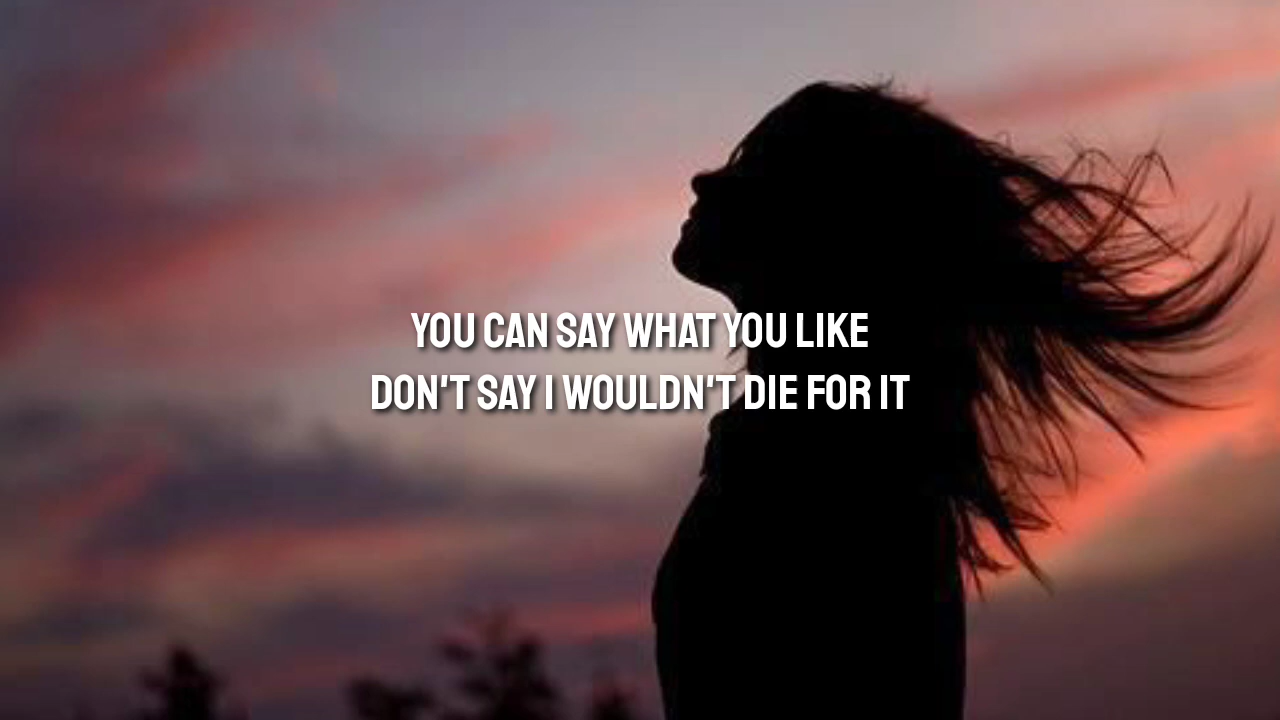 YOU CAN SAY WHAT YOU LIKE
DON'T SAY I WOULDN'T DIE FOR IT